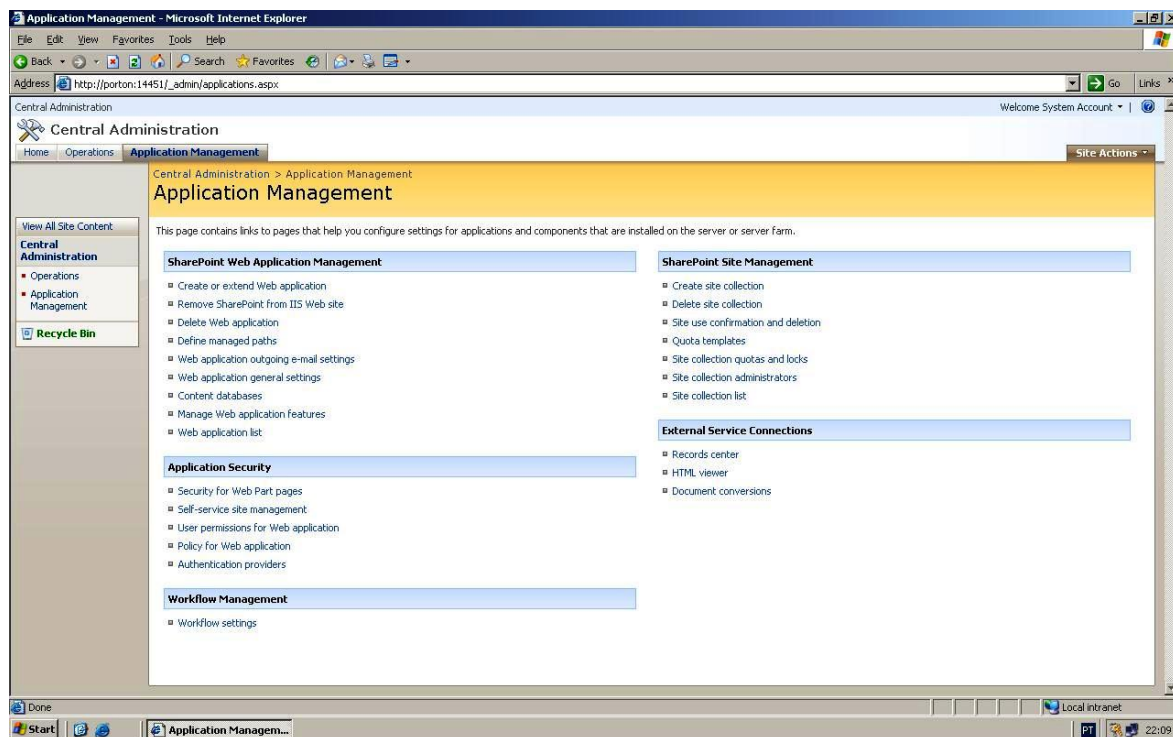 Application Management - Microsoft Internet Explorer
File Edit View Favorites Tools Help
Back Search Favorites
Address http://porton:14451/_admin/applications.aspx Go Links »
Central Administration Welcome System Account
Central Administration
Home Operations Application Management Site Actions
Central Administration > Application Management
Application Management
View All Site Content
Central
Administration
Operations
Application
Management
Recycle Bin
This page contains links to pages that help you configure settings for applications and components that are installed on the server or server farm.
SharePoint Web Application Management
Create or extend Web application
Remove SharePoint from IIS Web site
Delete Web application
Define managed paths
Web application outgoing e-mail settings
Web application general settings
Content databases
Manage Web application features
Web application list
Application Security
Security for Web Part pages
Self-service site management
User permissions for Web application
Policy for Web application
Authentication providers
Workflow Management
Workflow settings
SharePoint Site Management
Create site collection
Delete site collection
Site use confirmation and deletion
Quota templates
Site collection quotas and locks
Site collection administrators
Site collection list
External Service Connections
Records center
HTML viewer
Document conversions
Done Local intranet
Start Application Managem... PT 22:09